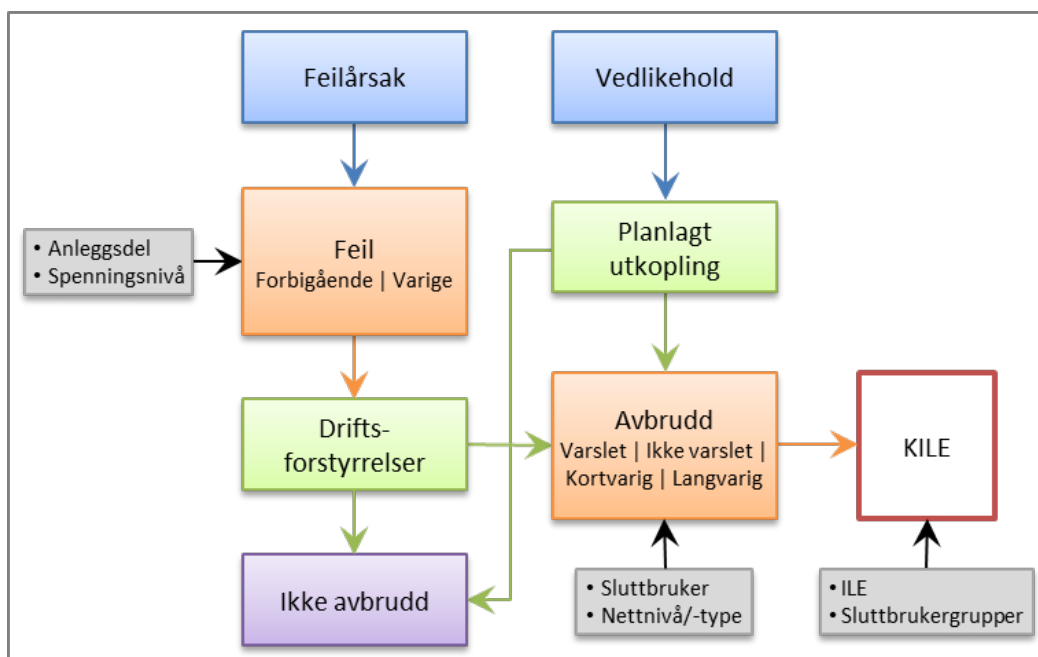 Feilårsak
Vedlikehold
• Anleggsdel
• Spenningsnivå
Feil
Forbigående | Varige
Planlagt
utkopling
Drifts-
forstyrrelser
Avbrudd
Varslet | Ikke varslet |
Kortvarig | Langvarig
KILE
Ikke avbrudd
• Sluttbruker
• Nettnivå/-type
• ILE
• Sluttbrukergrupper